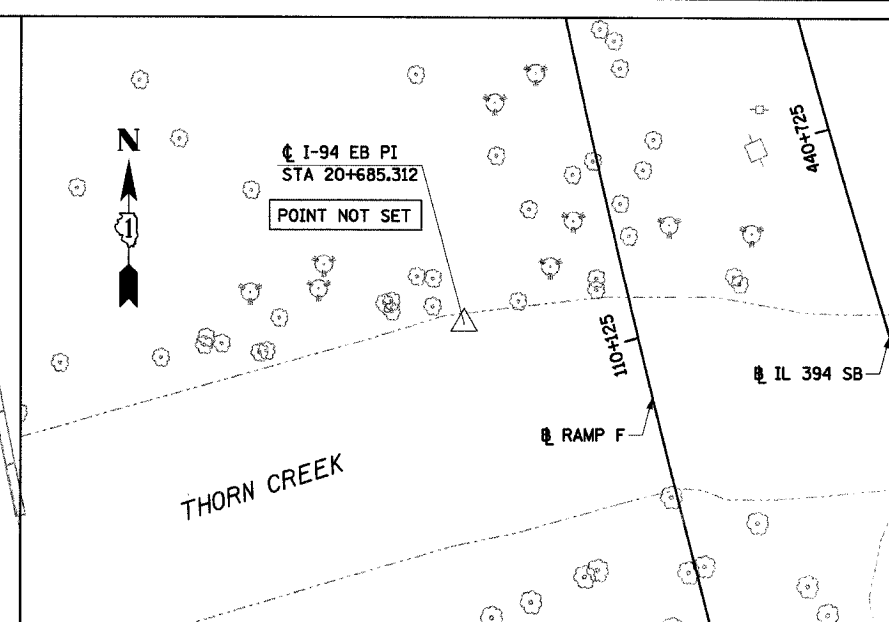 N
℄ I-94 EB PI
STA 20+685.312
POINT NOT SET
1
440+725
110+125
℄ IL 394 SB
℄ RAMP F
THORN CREEK